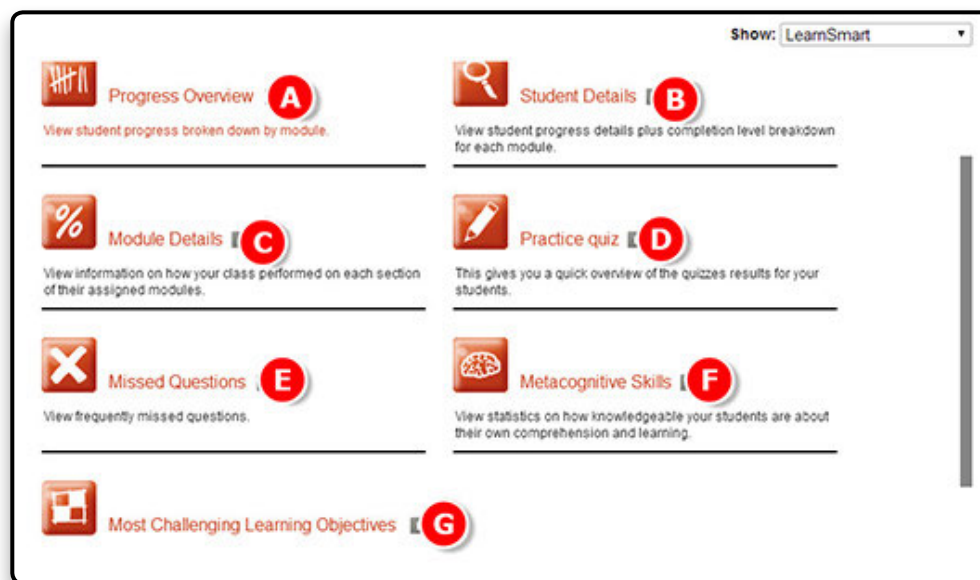 Show: LearnSmart
Progress Overview A
View student progress broken down by module.
Student Details B
View student progress details plus completion level breakdown
for each module.
% Module Details C
View information on how your class performed on each section
of their assigned modules.
Practice quiz D
This gives you a quick overview of the quizzes results for your
students.
Missed Questions E
View frequently missed questions.
Metacognitive Skills F
View statistics on how knowledgeable your students are about
their own comprehension and learning.
Most Challenging Learning Objectives G